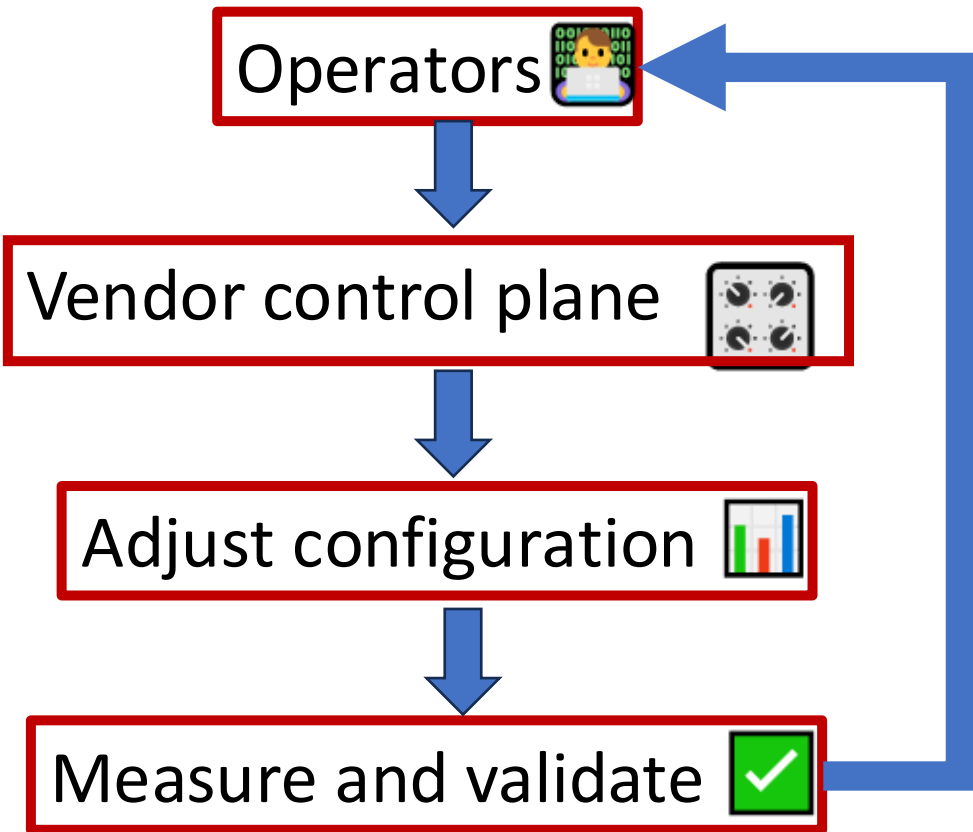 Operators
Vendor control plane
Adjust configuration
Measure and validate